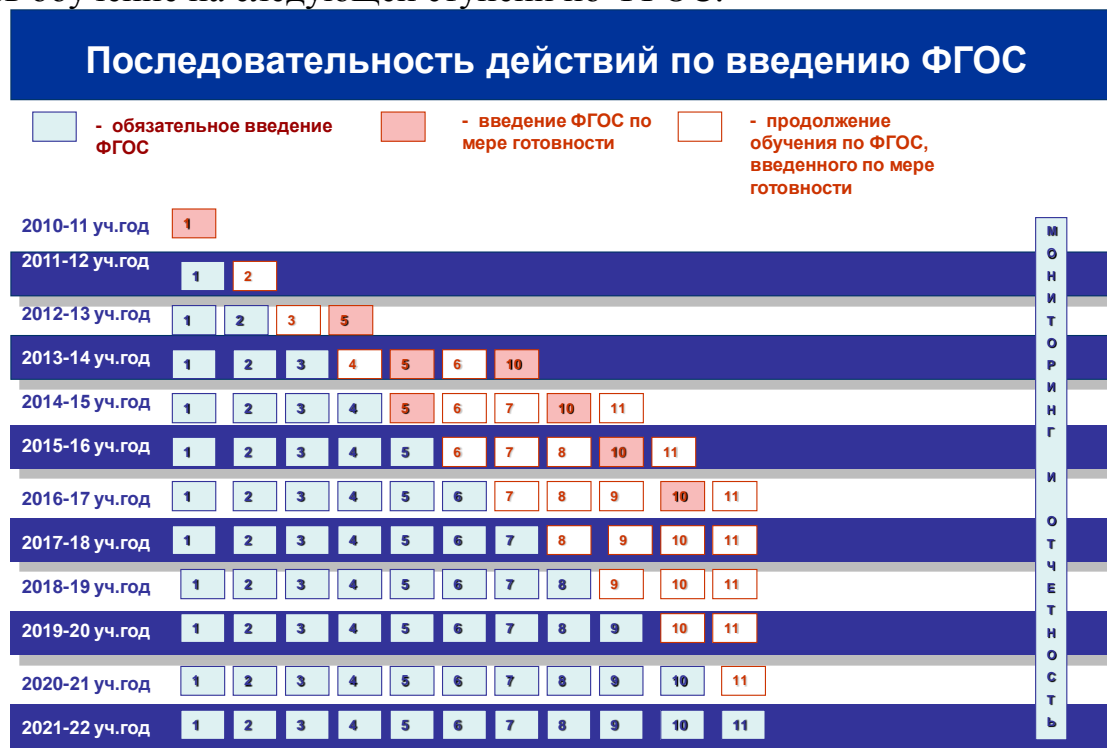 обучение на следующей ступени по ФГОС.
Последовательность действий по введению ФГОС
- обязательное введение
ФГОС
- введение ФГОС по
мере готовности
- продолжение
обучения по ФГОС,
введенного по мере
готовности
2010-11 уч.год 1
2011-12 уч.год 1 2
2012-13 уч.год 1 2 3 5
2013-14 уч.год 1 2 3 4 5 6 10
2014-15 уч.год 1 2 3 4 5 6 7 10 11
2015-16 уч.год 1 2 3 4 5 6 7 8 10 11
2016-17 уч.год 1 2 3 4 5 6 7 8 9 10 11
2017-18 уч.год 1 2 3 4 5 6 7 8 9 10 11
2018-19 уч.год 1 2 3 4 5 6 7 8 9 10 11
2019-20 уч.год 1 2 3 4 5 6 7 8 9 10 11
2020-21 уч.год 1 2 3 4 5 6 7 8 9 10 11
2021-22 уч.год 1 2 3 4 5 6 7 8 9 10 11
МОНИТОРИНГ И ОТЧЕТНОСТЬ